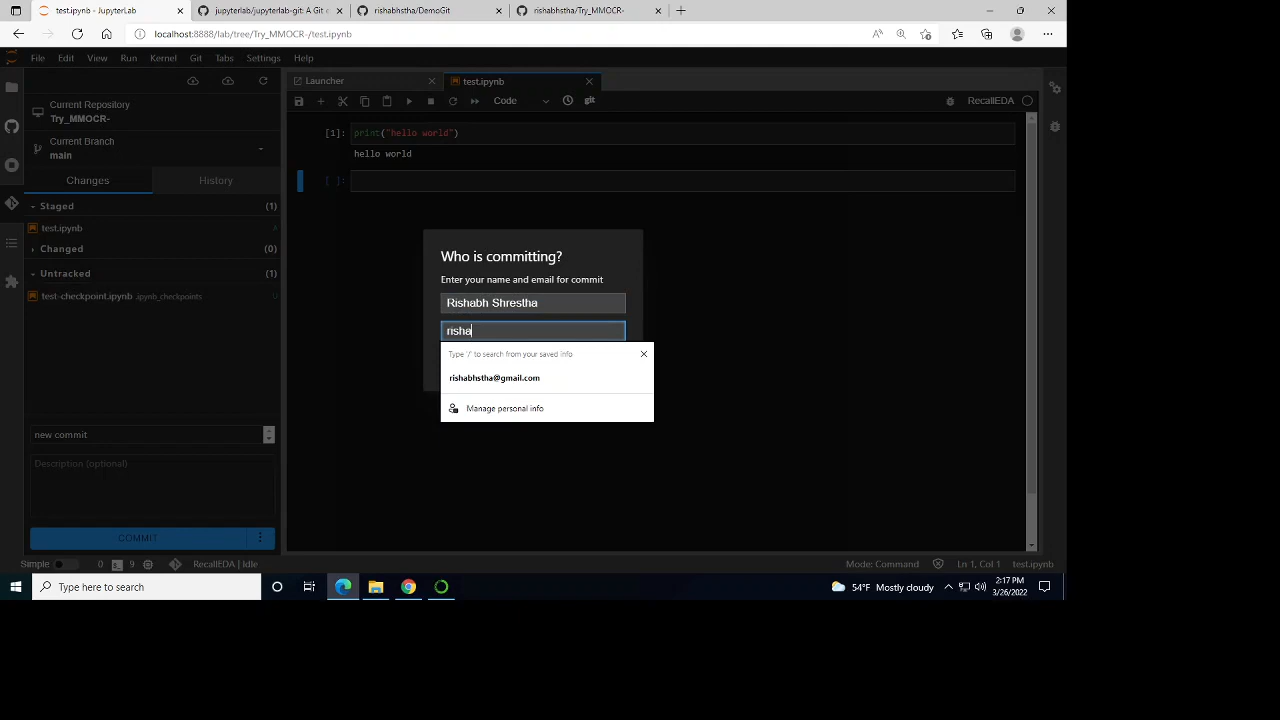 test.ipynb - JupyterLab
jupyterlab/jupyterlab-git: A Git e
rishabhstha/DemoGit
rishabhstha/Try_MMOCR-
localhost:8888/lab/tree/Try_MMOCR-/test.ipynb
File Edit View Run Kernel Git Tabs Settings Help
Current Repository
Try_MMOCR-
Current Branch
main
Changes History
Staged (1)
test.ipynb A
Changed (0)
Untracked (1)
test-checkpoint.ipynb .ipynb_checkpoints U
new commit
Description (optional)
COMMIT
Launcher
test.ipynb
Code
git
RecallEDA
[1]: print("hello world")
hello world
[ ]:
Who is committing?
Enter your name and email for commit
Rishabh Shrestha
risha
Type '/' to search from your saved info
rishabhstha@gmail.com
Manage personal info
Simple 0 9 RecallEDA | Idle Mode: Command Ln 1, Col 1 test.ipynb
Type here to search
54°F Mostly cloudy
2:17 PM
3/26/2022